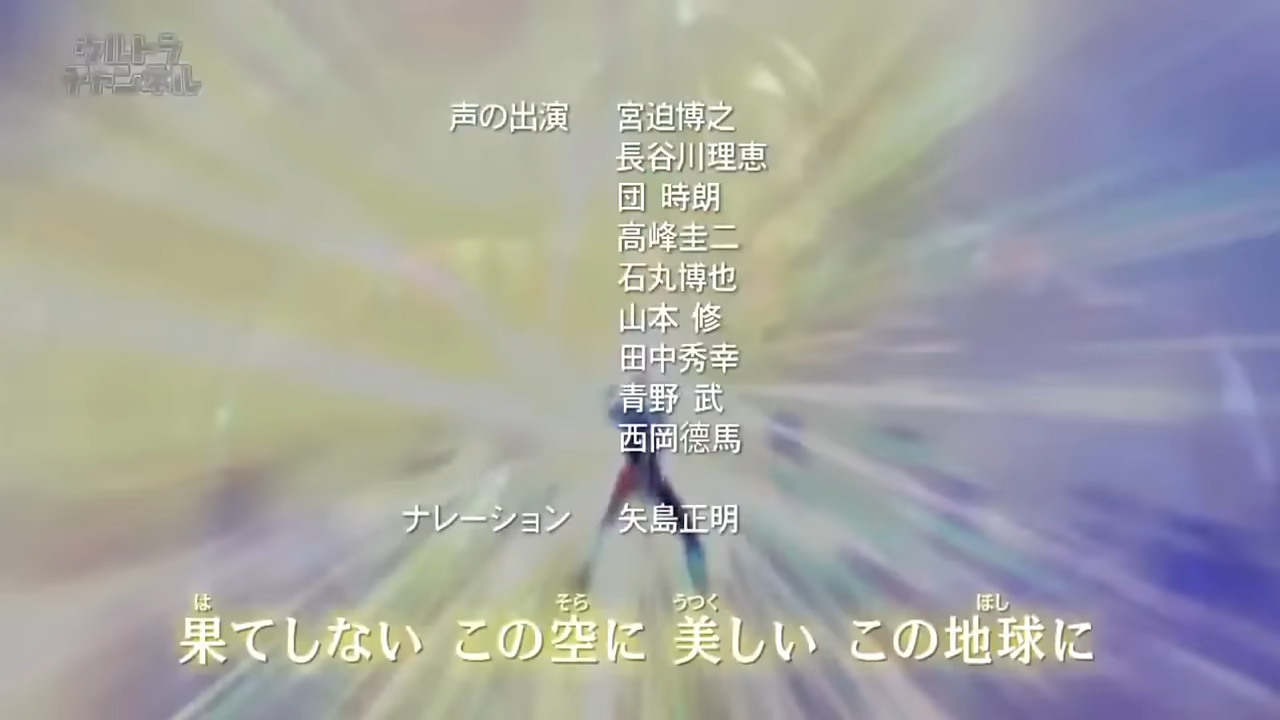 ウルトラ
チャンネル
声の出演 宮迫博之
長谷川理恵
団 時朗
高峰圭二
石丸博也
山本 修
田中秀幸
青野 武
西岡德馬
ナレーション 矢島正明
は そら うつく ほし
果てしない この空に 美しい この地球に